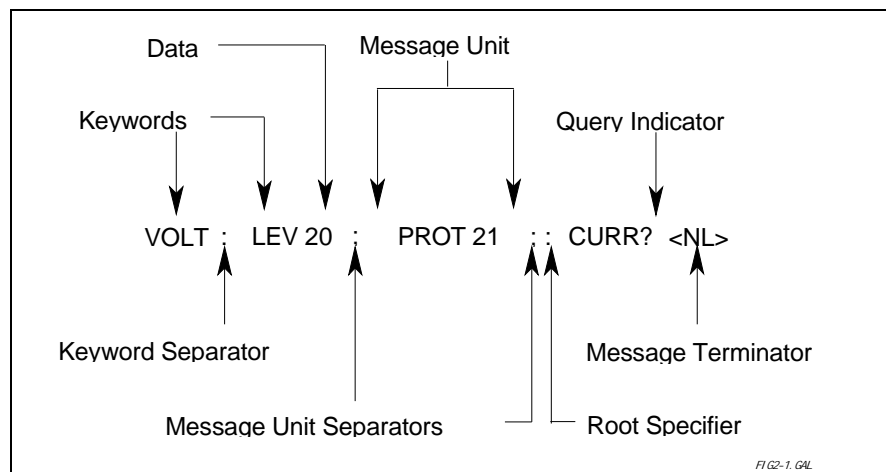 Data
Message Unit
Keywords
Query Indicator
VOLT : LEV 20 ; PROT 21 ; : CURR? <NL>
Keyword Separator
Message Terminator
Message Unit Separators
Root Specifier
FIG2-1.GAL